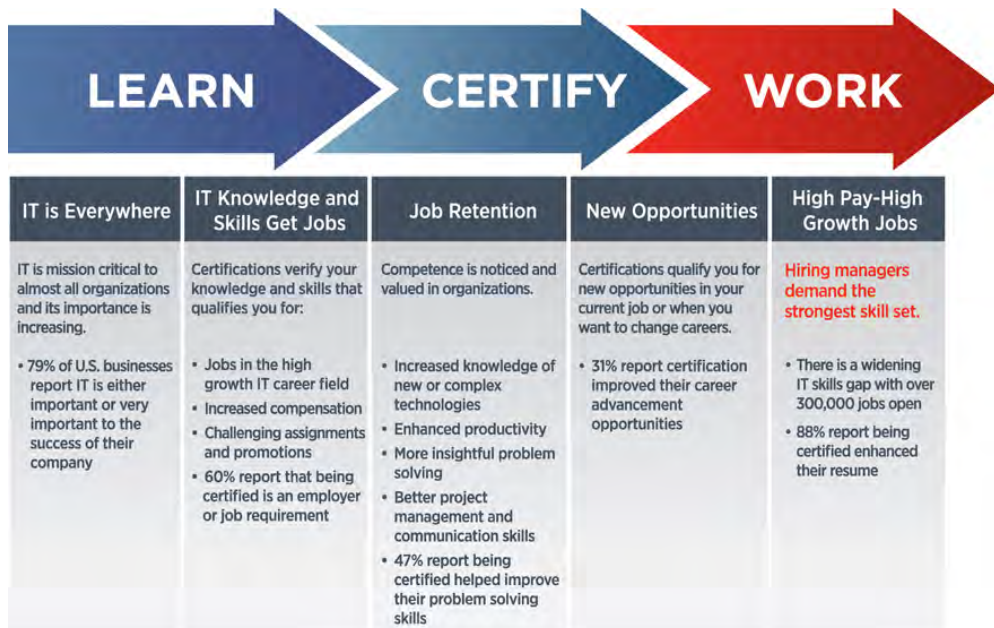 LEARN
CERTIFY
WORK
IT is Everywhere
IT is mission critical to
almost all organizations
and its importance is
increasing.
• 79% of U.S. businesses
report IT is either
important or very
important to the
success of their
company
IT Knowledge and
Skills Get Jobs
Certifications verify your
knowledge and skills that
qualifies you for:
• Jobs in the high
growth IT career field
• Increased compensation
• Challenging assignments
and promotions
• 60% report that being
certified is an employer
or job requirement
Job Retention
Competence is noticed and
valued in organizations.
• Increased knowledge of
new or complex
technologies
• Enhanced productivity
• More insightful problem
solving
• Better project
management and
communication skills
• 47% report being
certified helped improve
their problem solving
skills
New Opportunities
Certifications qualify you for
new opportunities in your
current job or when you
want to change careers.
• 31% report certification
improved their career
advancement
opportunities
High Pay-High
Growth Jobs
Hiring managers
demand the
strongest skill set.
• There is a widening
IT skills gap with over
300,000 jobs open
• 88% report being
certified enhanced
their resume